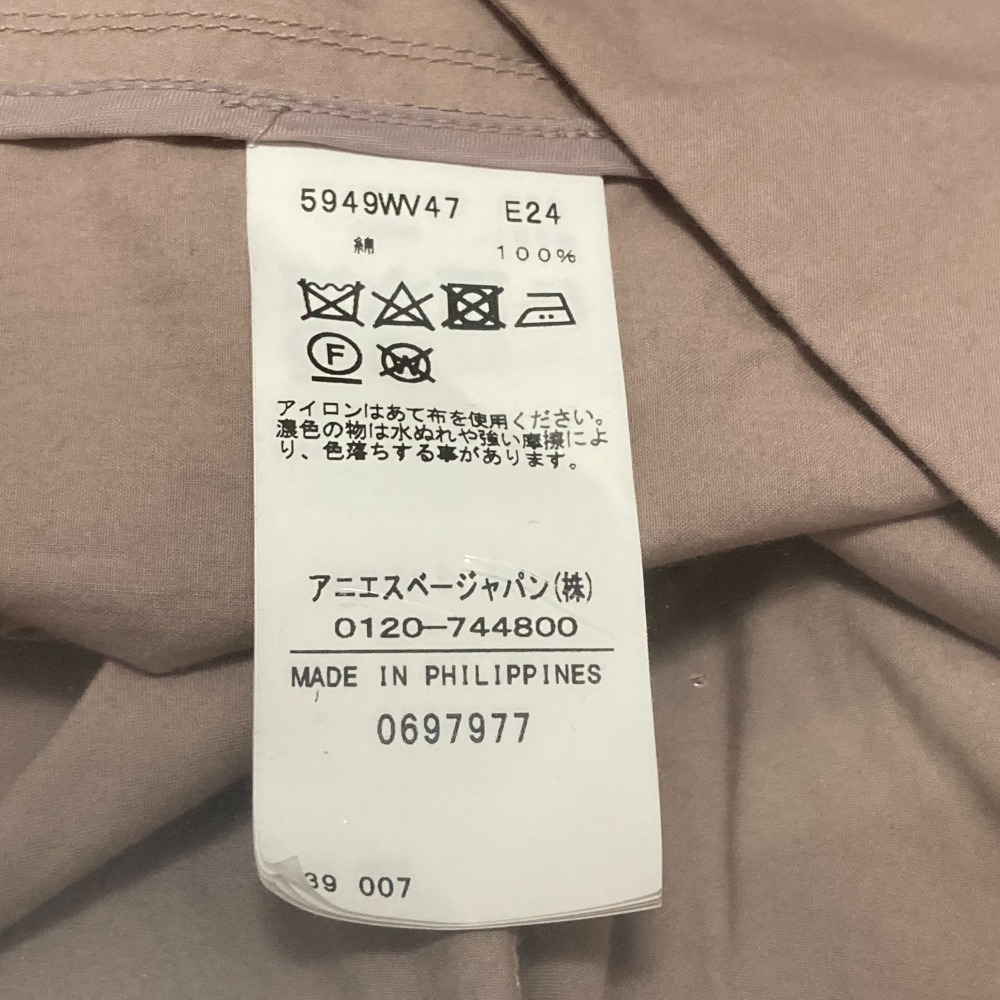 5949WV47 E24
綿 100%
F
W
アイロンはあて布を使用ください。
濃色の物は水ぬれや強い摩擦によ
り、色落ちする事があります。
アニエスベージャパン(株)
0120-744800
MADE IN PHILIPPINES
0697977
39 007